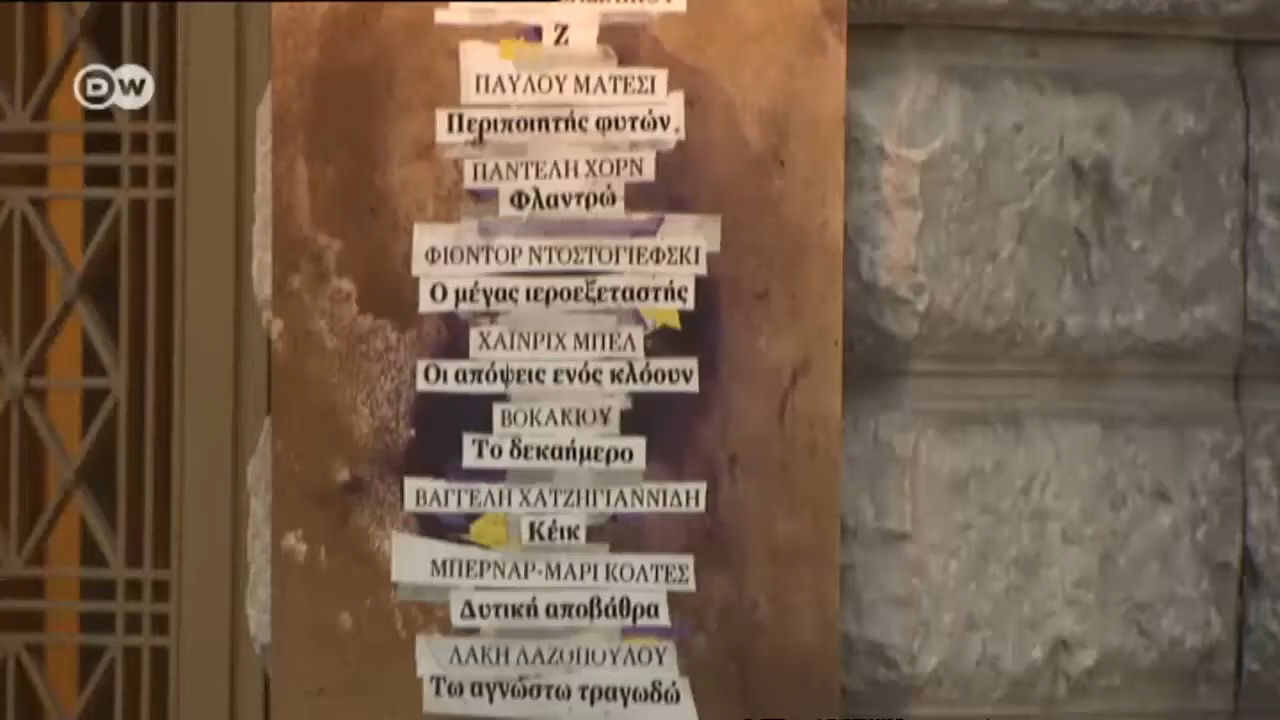 DW
Ζ
ΠΑΥΛΟΥ ΜΑΤΕΣΙ
Περιποιητής φυτών
ΠΑΝΤΕΛΗ ΧΟΡΝ
Φλαντρώ
ΦΙΟΝΤΟΡ ΝΤΟΣΤΟΓΙΕΦΣΚΙ
Ο μέγας ιεροεξεταστής
ΧΑΙΝΡΙΧ ΜΠΕΛ
Οι απόψεις ενός κλόουν
ΒΟΚΑΚΙΟΥ
Το δεκαήμερο
ΒΑΓΓΕΛΗ ΧΑΤΖΗΓΙΑΝΝΙΔΗ
Κέικ
ΜΠΕΡΝΑΡ-ΜΑΡΙ ΚΟΛΤΕΣ
Δυτική αποβάθρα
ΛΑΚΗ ΛΑΖΟΠΟΥΛΟΥ
Τω αγνώστω τραγωδώ